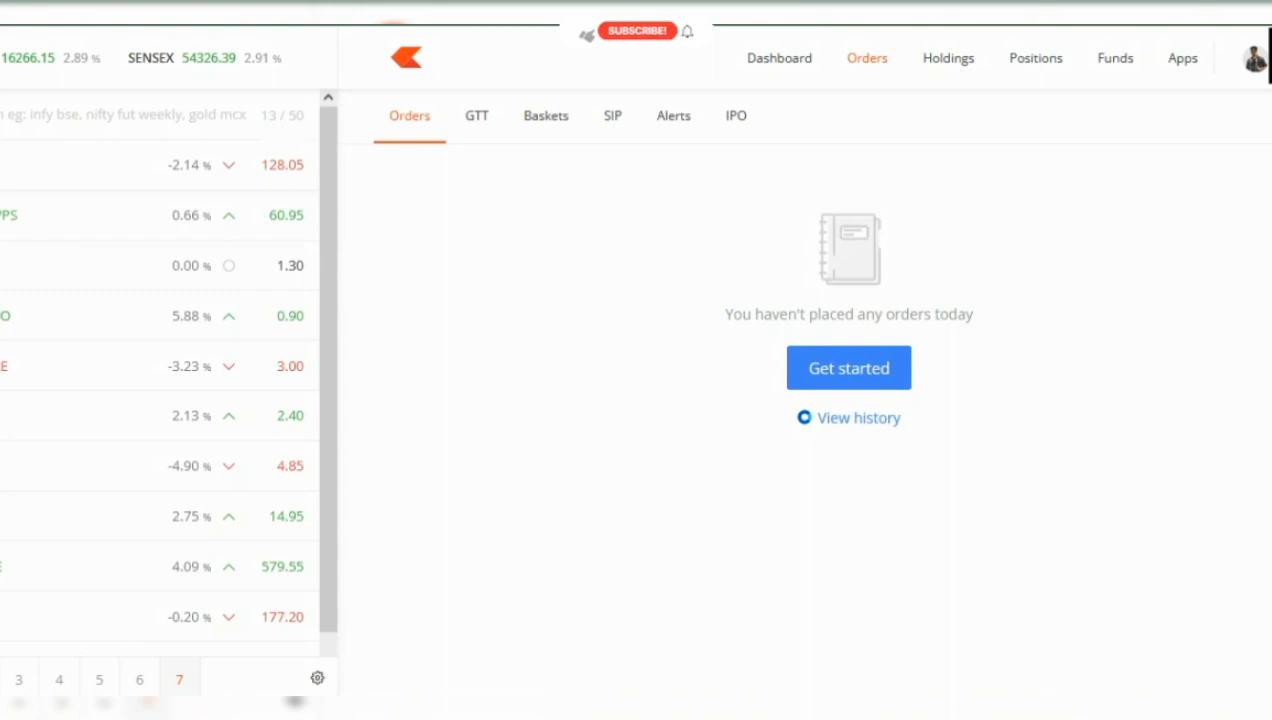 SUBSCRIBE!
16266.15 2.89 % SENSEX 54326.39 2.91 %
Dashboard Orders Holdings Positions Funds Apps
eg: infy bse, nifty fut weekly, gold mcx 13 / 50
Orders GTT Baskets SIP Alerts IPO
-2.14 % 128.05
0.66 % 60.95
0.00 % 1.30
5.88 % 0.90
-3.23 % 3.00
2.13 % 2.40
-4.90 % 4.85
2.75 % 14.95
4.09 % 579.55
-0.20 % 177.20
3 4 5 6 7
You haven't placed any orders today
Get started
View history